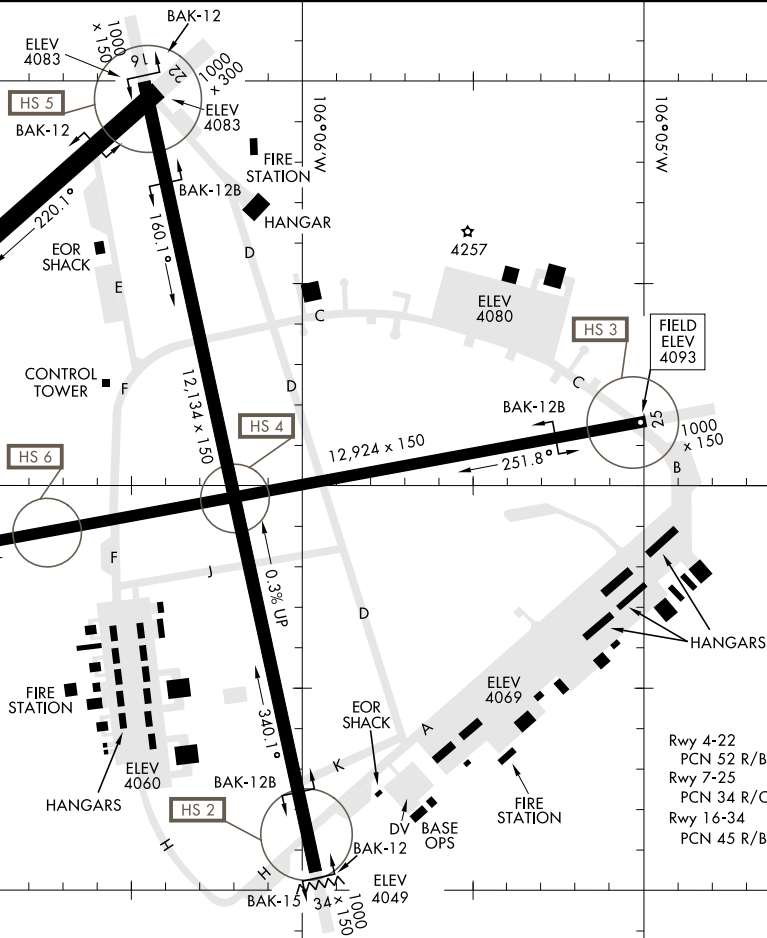 BAK-12
ELEV
4083
1000
x 150
16
22
1000
x 300
HS 5
ELEV
4083
BAK-12
106°06'W
106°05'W
FIRE
STATION
BAK-12B
HANGAR
220.1°
160.1°
D
4257
EOR
SHACK
E
ELEV
4080
C
HS 3
FIELD
ELEV
4093
CONTROL
TOWER
F
D
C
12,134 x 150
BAK-12B
HS 4
25
1000
x 150
12,924 x 150
251.8°
HS 6
B
F
J
0.3% UP
D
HANGARS
FIRE
STATION
340.1°
EOR
SHACK
ELEV
4069
A
Rwy 4-22
PCN 52 R/B
Rwy 7-25
PCN 34 R/C
Rwy 16-34
PCN 45 R/B
ELEV
4060
K
BAK-12B
HANGARS
HS 2
DV
BASE
OPS
FIRE
STATION
H
BAK-12
H
ELEV
4049
BAK-15
34
1000
x 150